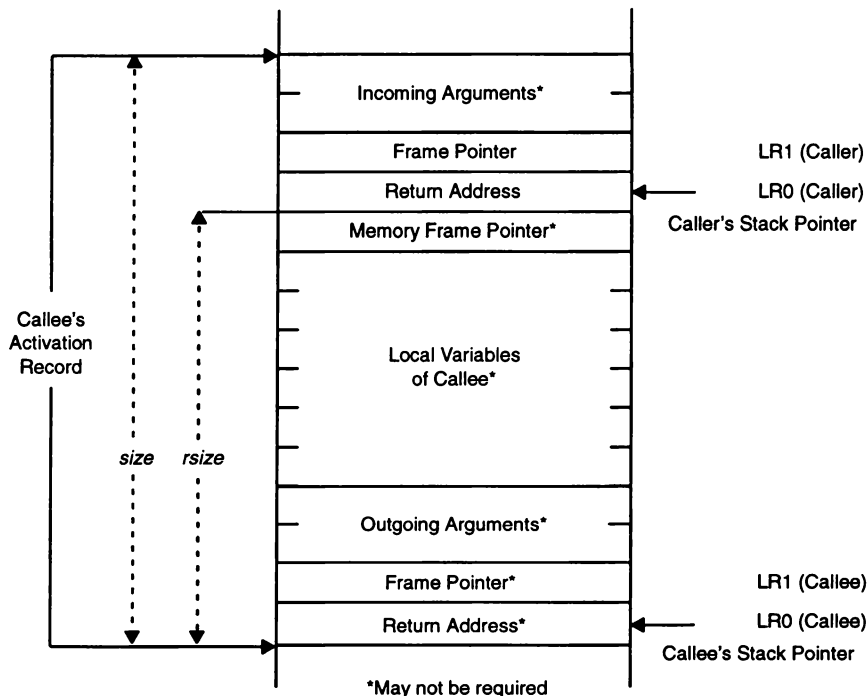 Incoming Arguments*
Frame Pointer
LR1 (Caller)
Return Address
LR0 (Caller)
Caller's Stack Pointer
Memory Frame Pointer*
Callee's
Activation
Record
Local Variables
of Callee*
size
rsize
Outgoing Arguments*
Frame Pointer*
LR1 (Callee)
Return Address*
LR0 (Callee)
Callee's Stack Pointer
*May not be required